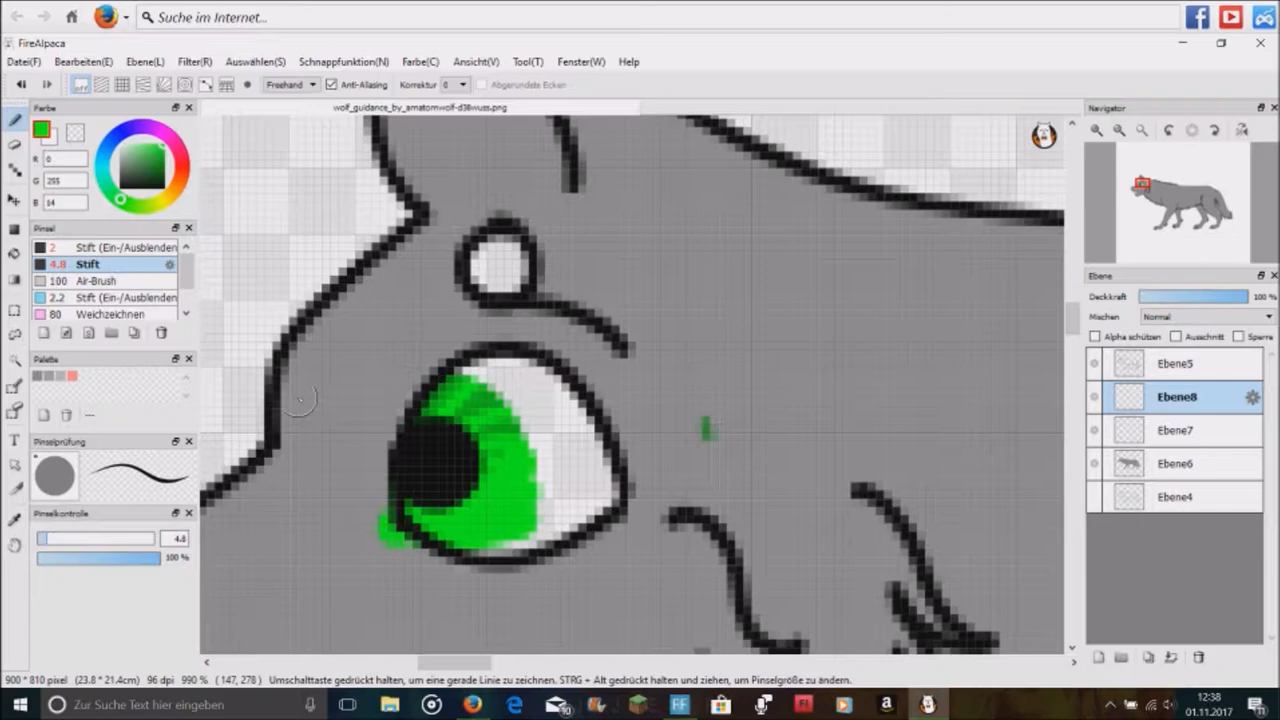 Suche im Internet...
FireAlpaca
Datei(F) Bearbeiten(E) Ebene(L) Filter(R) Auswählen(S) Schnappfunktion(N) Farbe(C) Ansicht(V) Tool(T) Fenster(W) Help
off Freehand Anti-Aliasing Korrektur 0 Abgerundete Ecken
Farbe
wolf_guidance_by_amatomwolf-d38wuss.png
Navigator
R 0
G 255
B 14
Pinsel
2 Stift (Ein-/Ausblenden
4.8 Stift
100 Air-Brush
2.2 Stift (Ein-/Ausblenden
80 Weichzeichnen
Ebene
Deckkraft 100 %
Mischen Normal
Alpha schützen Ausschnitt Sperre
Palette
---
Ebene5
Ebene8
Ebene7
Ebene6
Ebene4
Pinselprüfung
Pinselkontrolle
4.8
100 %
900 * 810 pixel (23.8 * 21.4cm) 96 dpi 990 % ( 147, 278 ) Umschalttaste gedrückt halten, um eine gerade Linie zu zeichnen. STRG + Alt gedrückt halten und ziehen, um Pinselgröße zu ändern.
Zur Suche Text hier eingeben
12:38
01.11.2017